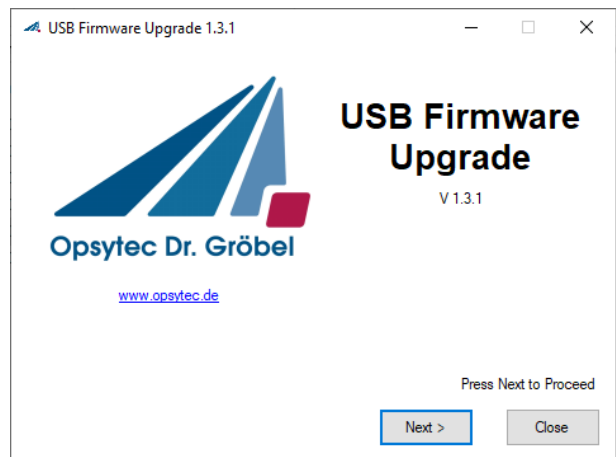 USB Firmware Upgrade 1.3.1
USB Firmware
Upgrade
V 1.3.1
Opsytec Dr. Gröbel
www.opsytec.de
Press Next to Proceed
Next >
Close